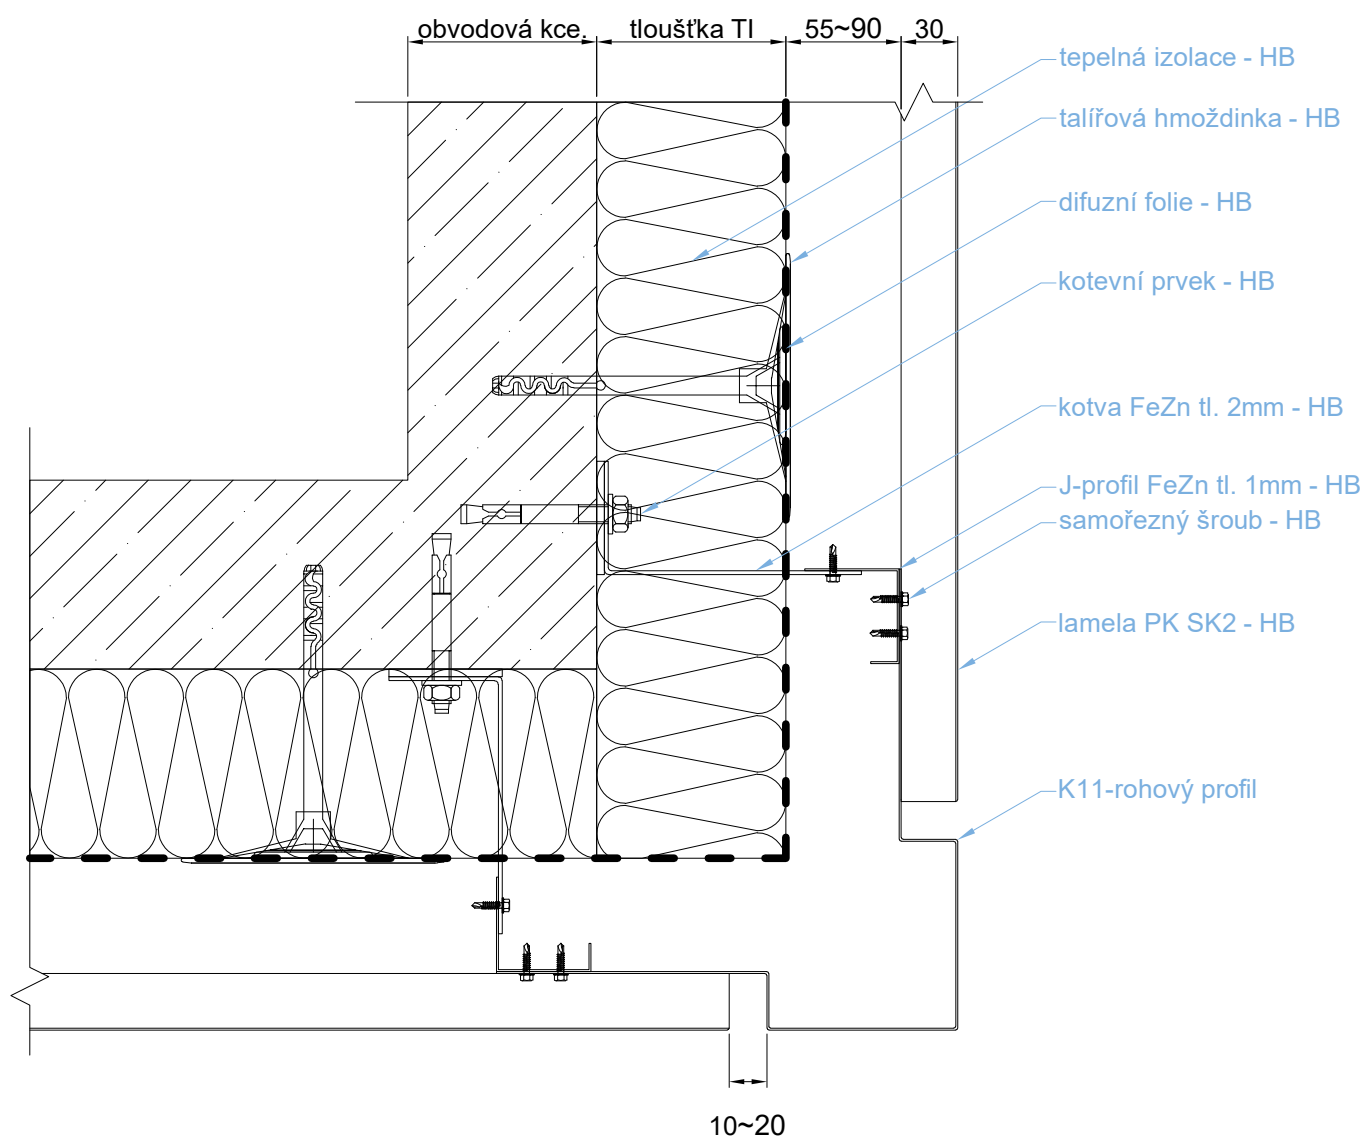 obvodová kce.
tloušťka TI
55~90
30
tepelná izolace - HB
talířová hmoždinka - HB
difuzní folie - HB
kotevní prvek - HB
kotva FeZn tl. 2mm - HB
J-profil FeZn tl. 1mm - HB
samořezný šroub - HB
lamela PK SK2 - HB
K11-rohový profil
10~20